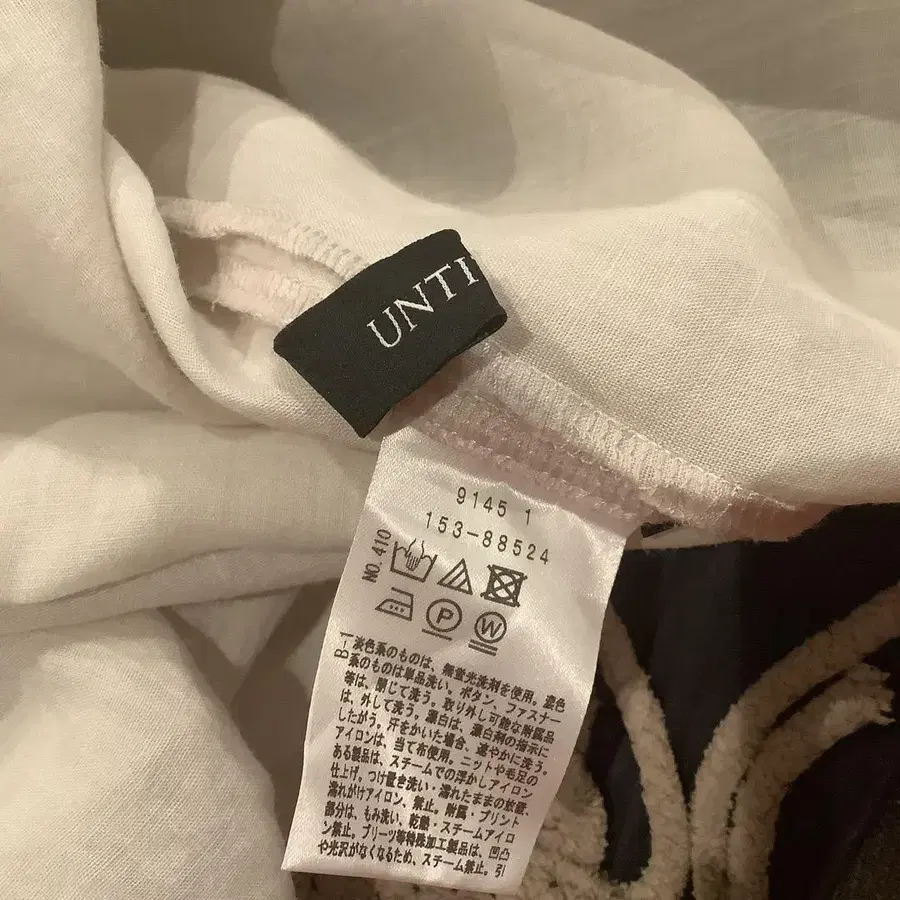 UNTI
9145 1
153-88524
NO.410
P
W
B-1
淡色系のものは、無蛍光洗剤を使用。濃色
系のものは単品洗い。ボタン、ファスナー
等は、閉じて洗う。取り外し可能な附属品
は、外して洗う。漂白は、漂白剤の指示に
したがう。汗をかいた場合、速やかに洗う。
アイロンは、当て布使用。ニットや毛足の
ある製品は、スチームでの浮かしアイロン
仕上げ。つけ置き洗い・濡れたままの放置、
濡れがけアイロン、禁止。附属・プリント
部分は、もみ洗い、乾燥・スチームアイロ
ン禁止。プリーツ等特殊加工製品は、凹凸
や光沢がなくなるため、スチーム禁止。引